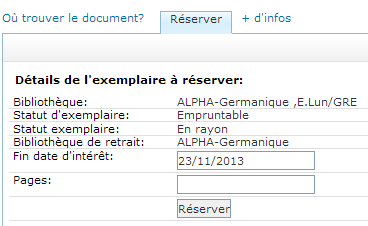 Où trouver le document? Réserver + d'infos
Détails de l'exemplaire à réserver:
Bibliothèque: ALPHA-Germanique ,E.Lun/GRE
Statut d'exemplaire: Empruntable
Statut exemplaire: En rayon
Bibliothèque de retrait: ALPHA-Germanique
Fin date d'intérêt: 23/11/2013
Pages:
Réserver